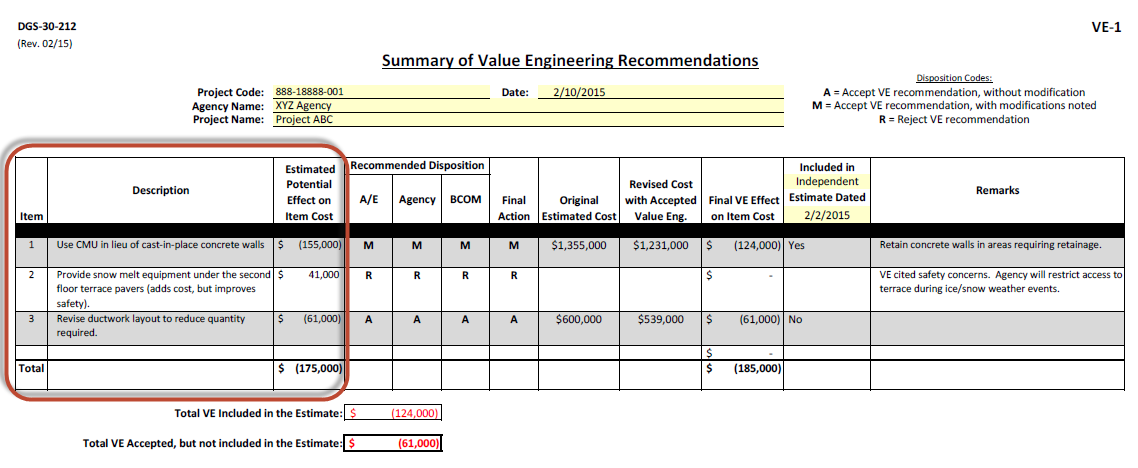 DGS-30-212
VE-1
(Rev. 02/15)
Summary of Value Engineering Recommendations
Disposition Codes:
Project Code: 888-18888-001 Date: 2/10/2015
A = Accept VE recommendation, without modification
Agency Name: XYZ Agency
M = Accept VE recommendation, with modifications noted
Project Name: Project ABC
R = Reject VE recommendation
Item
Description
Estimated
Potential
Effect on
Item Cost
Recommended Disposition
A/E Agency BCOM
Final
Action
Original
Estimated Cost
Revised Cost
with Accepted
Value Eng.
Final VE Effect
on Item Cost
Included in
Independent
Estimate Dated
2/2/2015
Remarks
1 Use CMU in lieu of cast-in-place concrete walls $ (155,000) M M M M $1,355,000 $1,231,000 $ (124,000) Yes Retain concrete walls in areas requiring retainage.
2 Provide snow melt equipment under the second $ 41,000 R R R R $ - VE cited safety concerns. Agency will restrict access to
floor terrace pavers (adds cost, but improves terrace during ice/snow weather events.
safety).
3 Revise ductwork layout to reduce quantity $ (61,000) A A A A $600,000 $539,000 $ (61,000) No
required.
$ -
Total $ (175,000) $ (185,000)
Total VE Included in the Estimate: $ (124,000)
Total VE Accepted, but not included in the Estimate: $ (61,000)